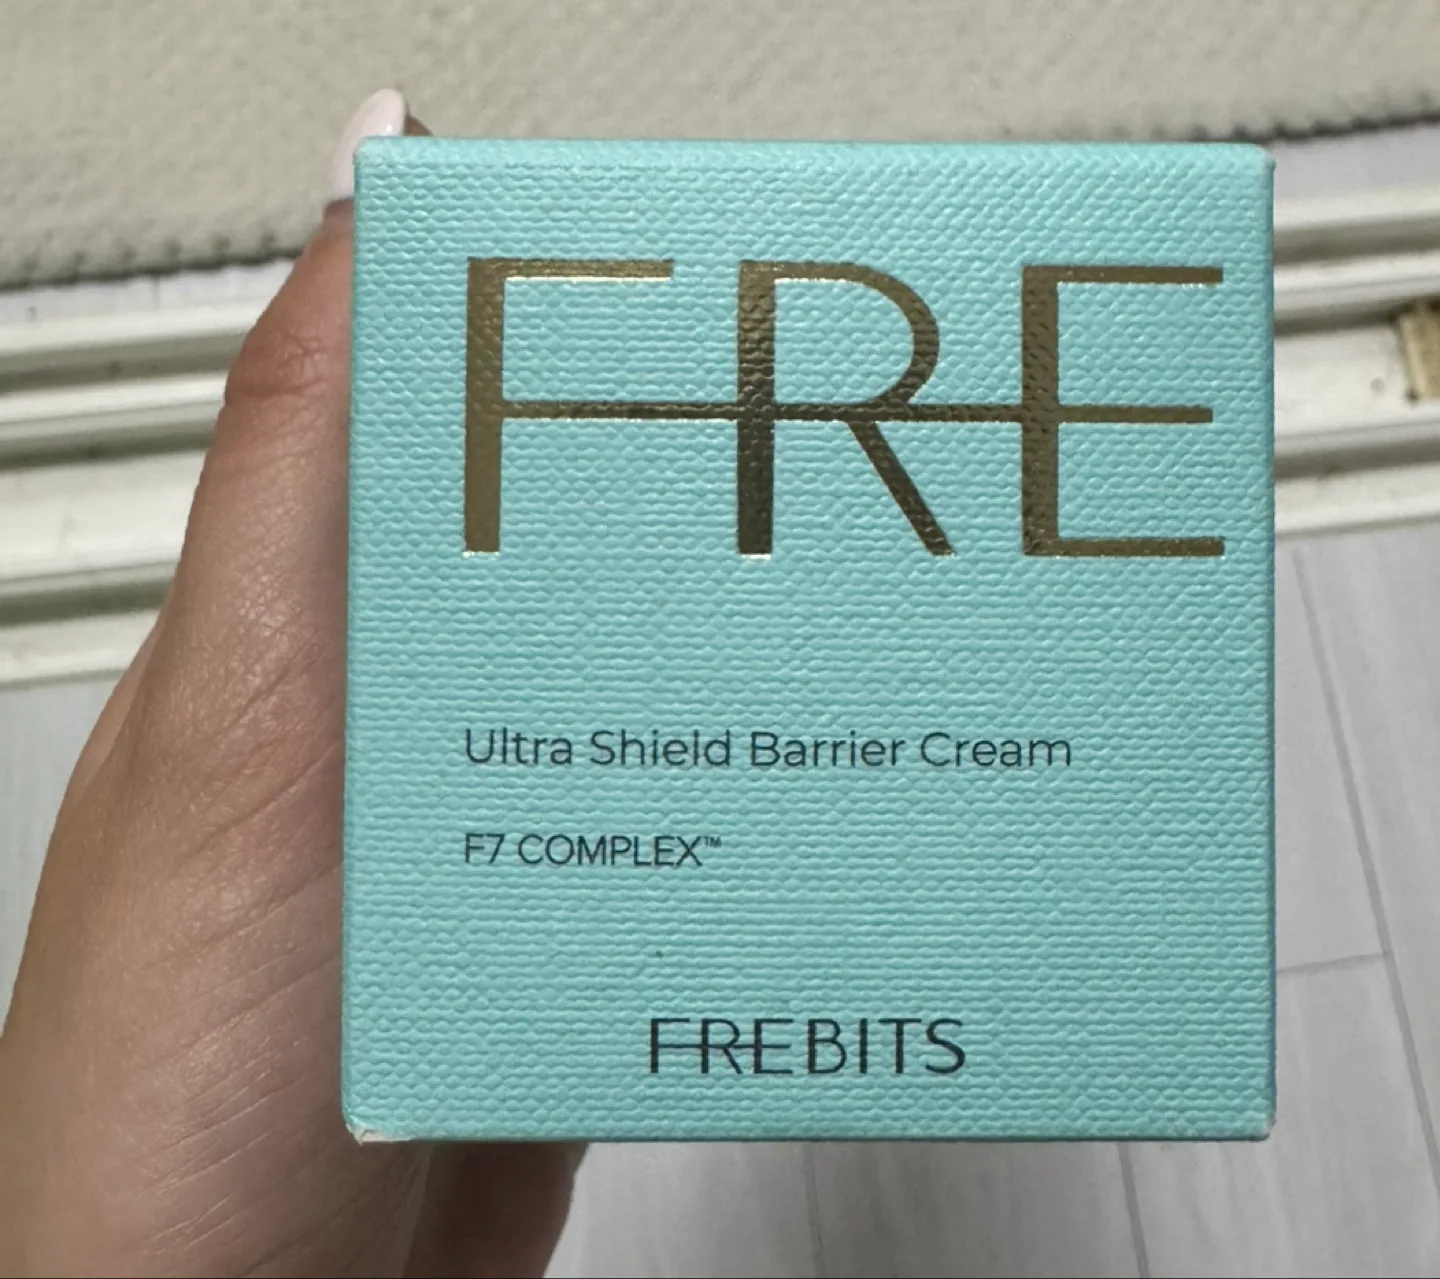 FRE
Ultra Shield Barrier Cream
F7 COMPLEX™
FREBITS